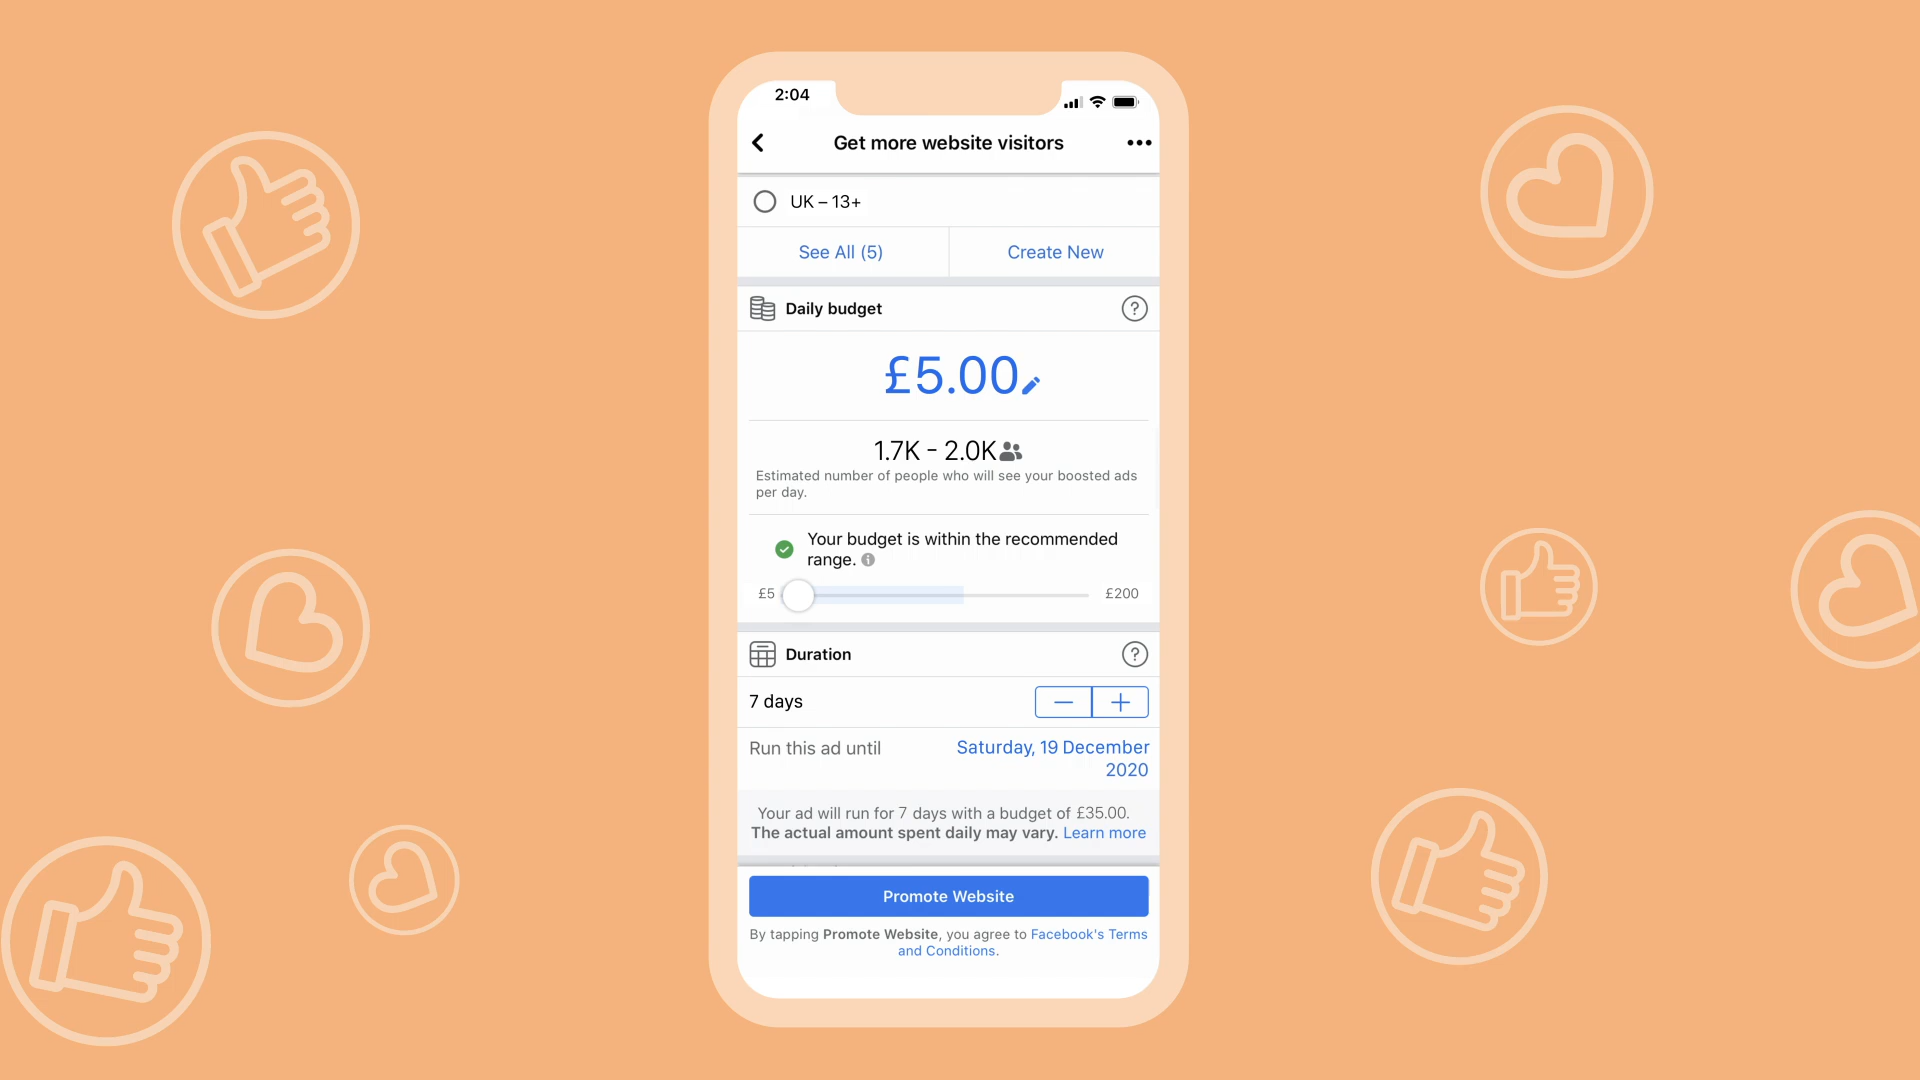 2:04
Get more website visitors
UK – 13+
See All (5)
Create New
Daily budget
?
£5.00
1.7K - 2.0K
Estimated number of people who will see your boosted ads
per day.
Your budget is within the recommended
range.
£5
£200
Duration
?
7 days
Run this ad until
Saturday, 19 December
2020
Your ad will run for 7 days with a budget of £35.00.
The actual amount spent daily may vary. Learn more
Promote Website
By tapping Promote Website, you agree to Facebook's Terms
and Conditions.